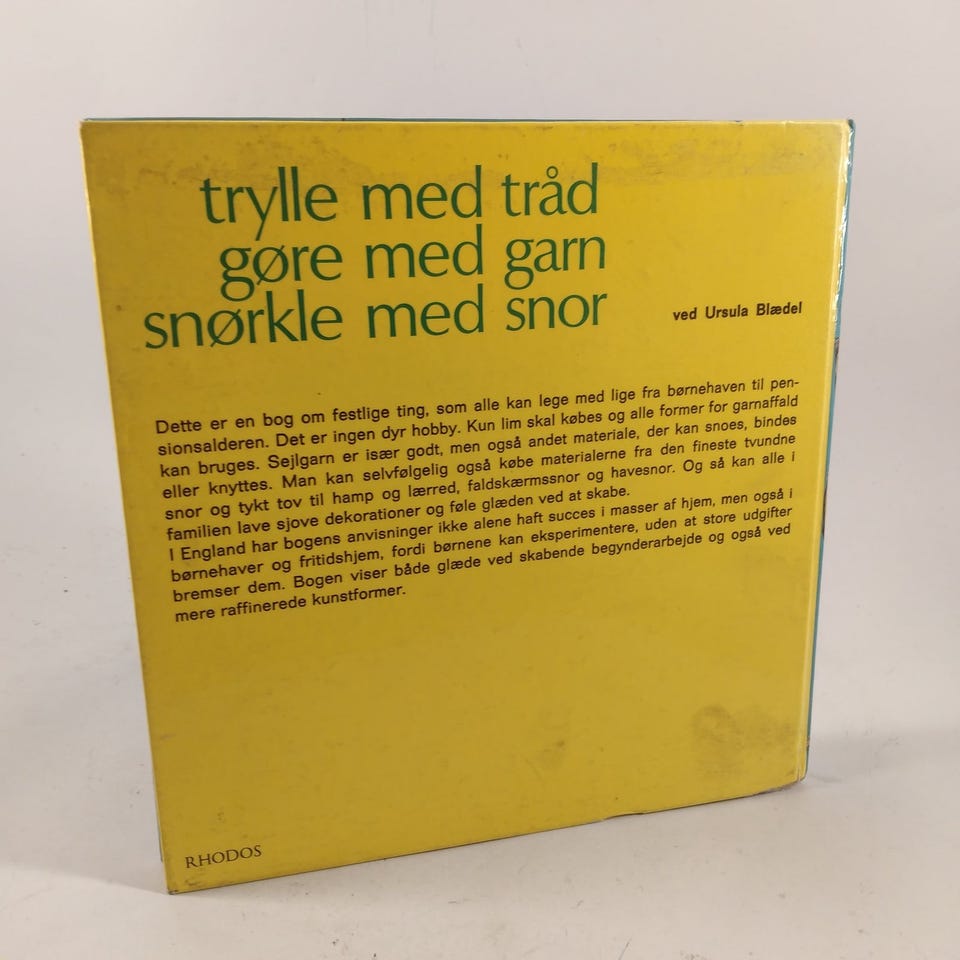 trylle med tråd
gøre med garn
snørkle med snor
ved Ursula Blædel
Dette er en bog om festlige ting, som alle kan lege med lige fra børnehaven til pen-
sionsalderen. Det er ingen dyr hobby. Kun lim skal købes og alle former for garnaffald
kan bruges. Sejlgarn er især godt, men også andet materiale, der kan snoes, bindes
eller knyttes. Man kan selvfølgelig også købe materialerne fra den fineste tvundne
snor og tykt tov til hamp og lærred, faldskærmssnor og havesnor. Og så kan alle i
familien lave sjove dekorationer og føle glæden ved at skabe.
I England har bogens anvisninger ikke alene haft succes i masser af hjem, men også i
børnehaver og fritidshjem, fordi børnene kan eksperimentere, uden at store udgifter
bremser dem. Bogen viser både glæde ved skabende begynderarbejde og også ved
mere raffinerede kunstformer.
RHODOS